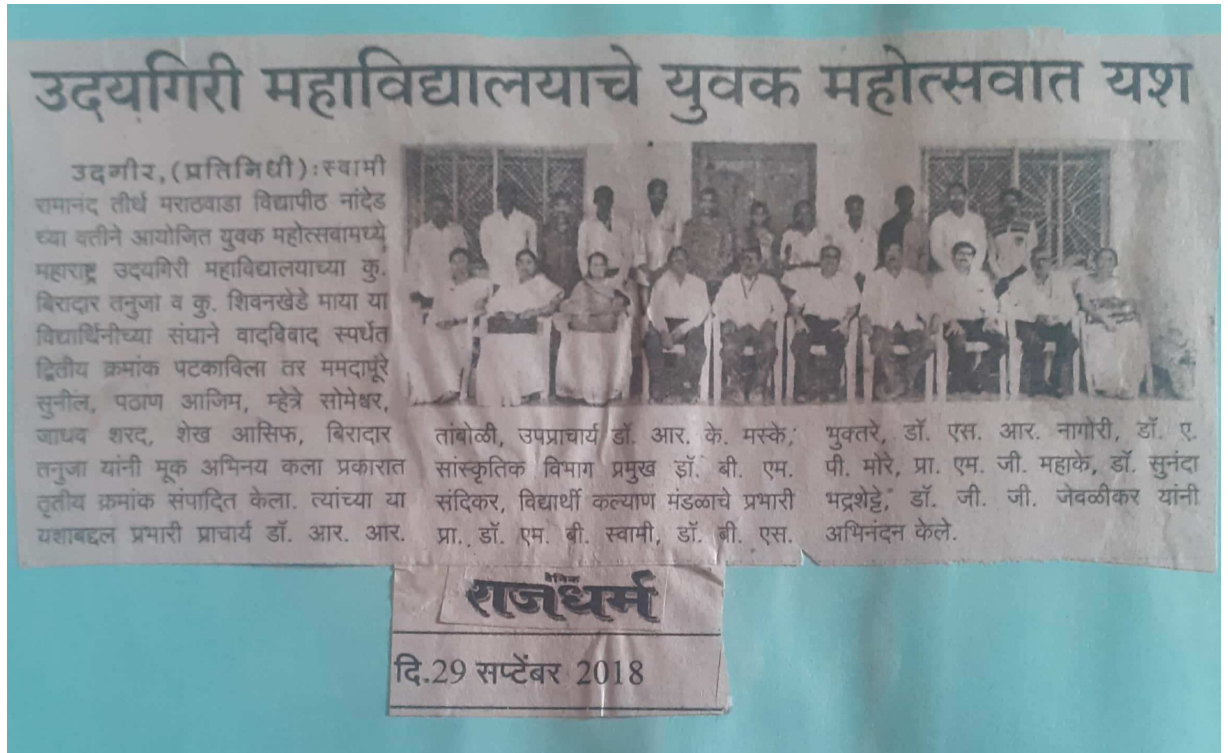 उदयगिरी महाविद्यालयाचे युवक महोत्सवात यश
उदगीर,(प्रतिनिधी):स्वामी
रामानंद तीर्थ मराठवाडा विद्यापीठ नांदेड
च्या वतीने आयोजित युवक महोत्सवामध्ये
महाराष्ट्र उदयगिरी महाविद्यालयाच्या कु.
बिरादार तनुजा व कु. शिवनखेडे माया या
विद्यार्थिनीच्या संघाने वादविवाद स्पर्धेत
द्वितीय क्रमांक पटकाविला तर ममदापूरे
सुनील, पठाण आजिम, म्हेत्रे सोमेश्वर,
जाधव शरद, शेख आसिफ, बिरादार
तनुजा यांनी मूक अभिनय कला प्रकारात
तृतीय क्रमांक संपादित केला. त्यांच्या या
यशाबद्दल प्रभारी प्राचार्य डॉ. आर. आर.
तांबोळी, उपप्राचार्य डॉ. आर. के. मस्के,
सांस्कृतिक विभाग प्रमुख डॉ. बी. एम.
संदिकर, विद्यार्थी कल्याण मंडळाचे प्रभारी
प्रा. डॉ. एम. बी. स्वामी, डॉ. बी. एस.
भुक्तरे, डॉ. एस. आर. नागोरी, डॉ. ए.
पी. मोरे, प्रा. एम. जी. महाके, डॉ. सुनंदा
भद्रशेट्टे, डॉ. जी. जी. जेवळीकर यांनी
अभिनंदन केले.
दैनिक
राजधर्म
दि.29 सप्टेंबर 2018